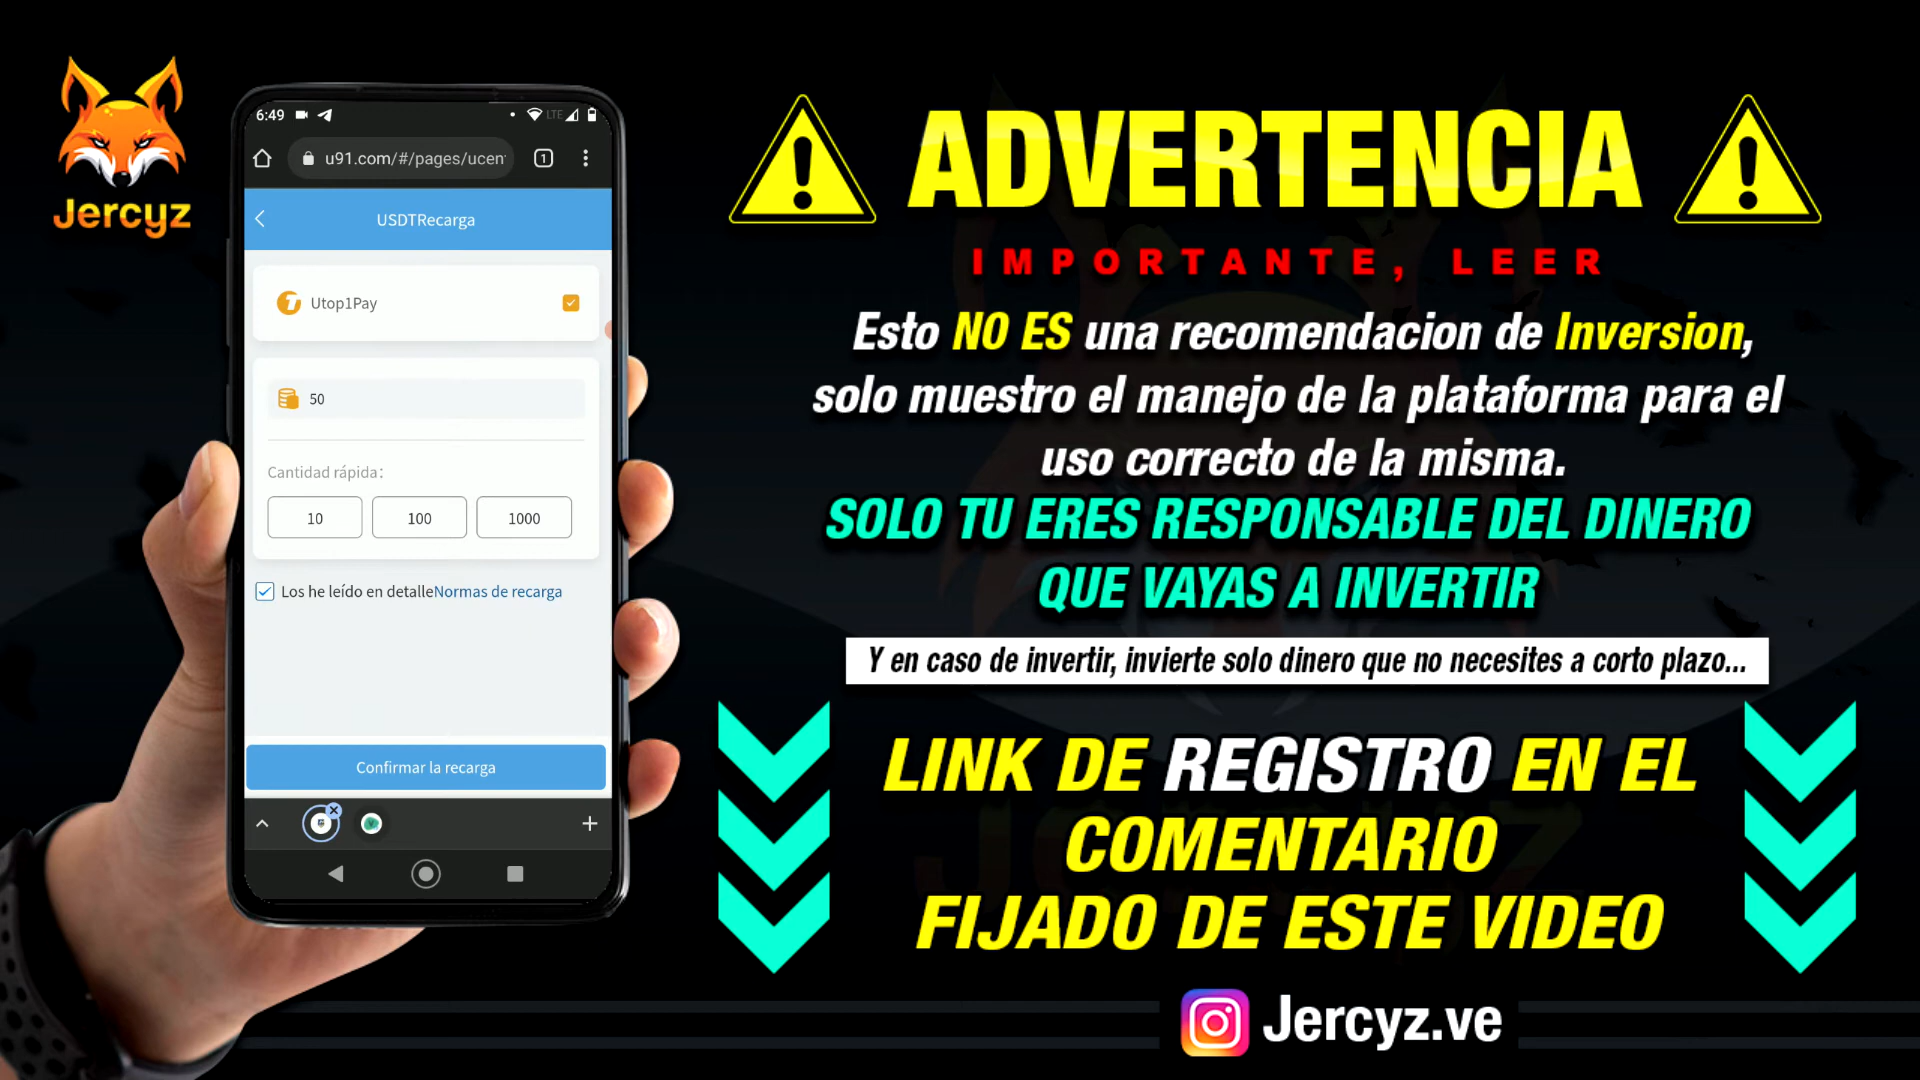 Jercyz
6:49
LTE
u91.com/#/pages/ucen
1
USDTRecarga
Utop1Pay
50
Cantidad rápida:
10
100
1000
Los he leído en detalleNormas de recarga
Confirmar la recarga
ADVERTENCIA
IMPORTANTE, LEER
Esto NO ES una recomendacion de Inversion,
solo muestro el manejo de la plataforma para el
uso correcto de la misma.
SOLO TU ERES RESPONSABLE DEL DINERO
QUE VAYAS A INVERTIR
Y en caso de invertir, invierte solo dinero que no necesites a corto plazo...
LINK DE REGISTRO EN EL
COMENTARIO
FIJADO DE ESTE VIDEO
Jercyz.ve